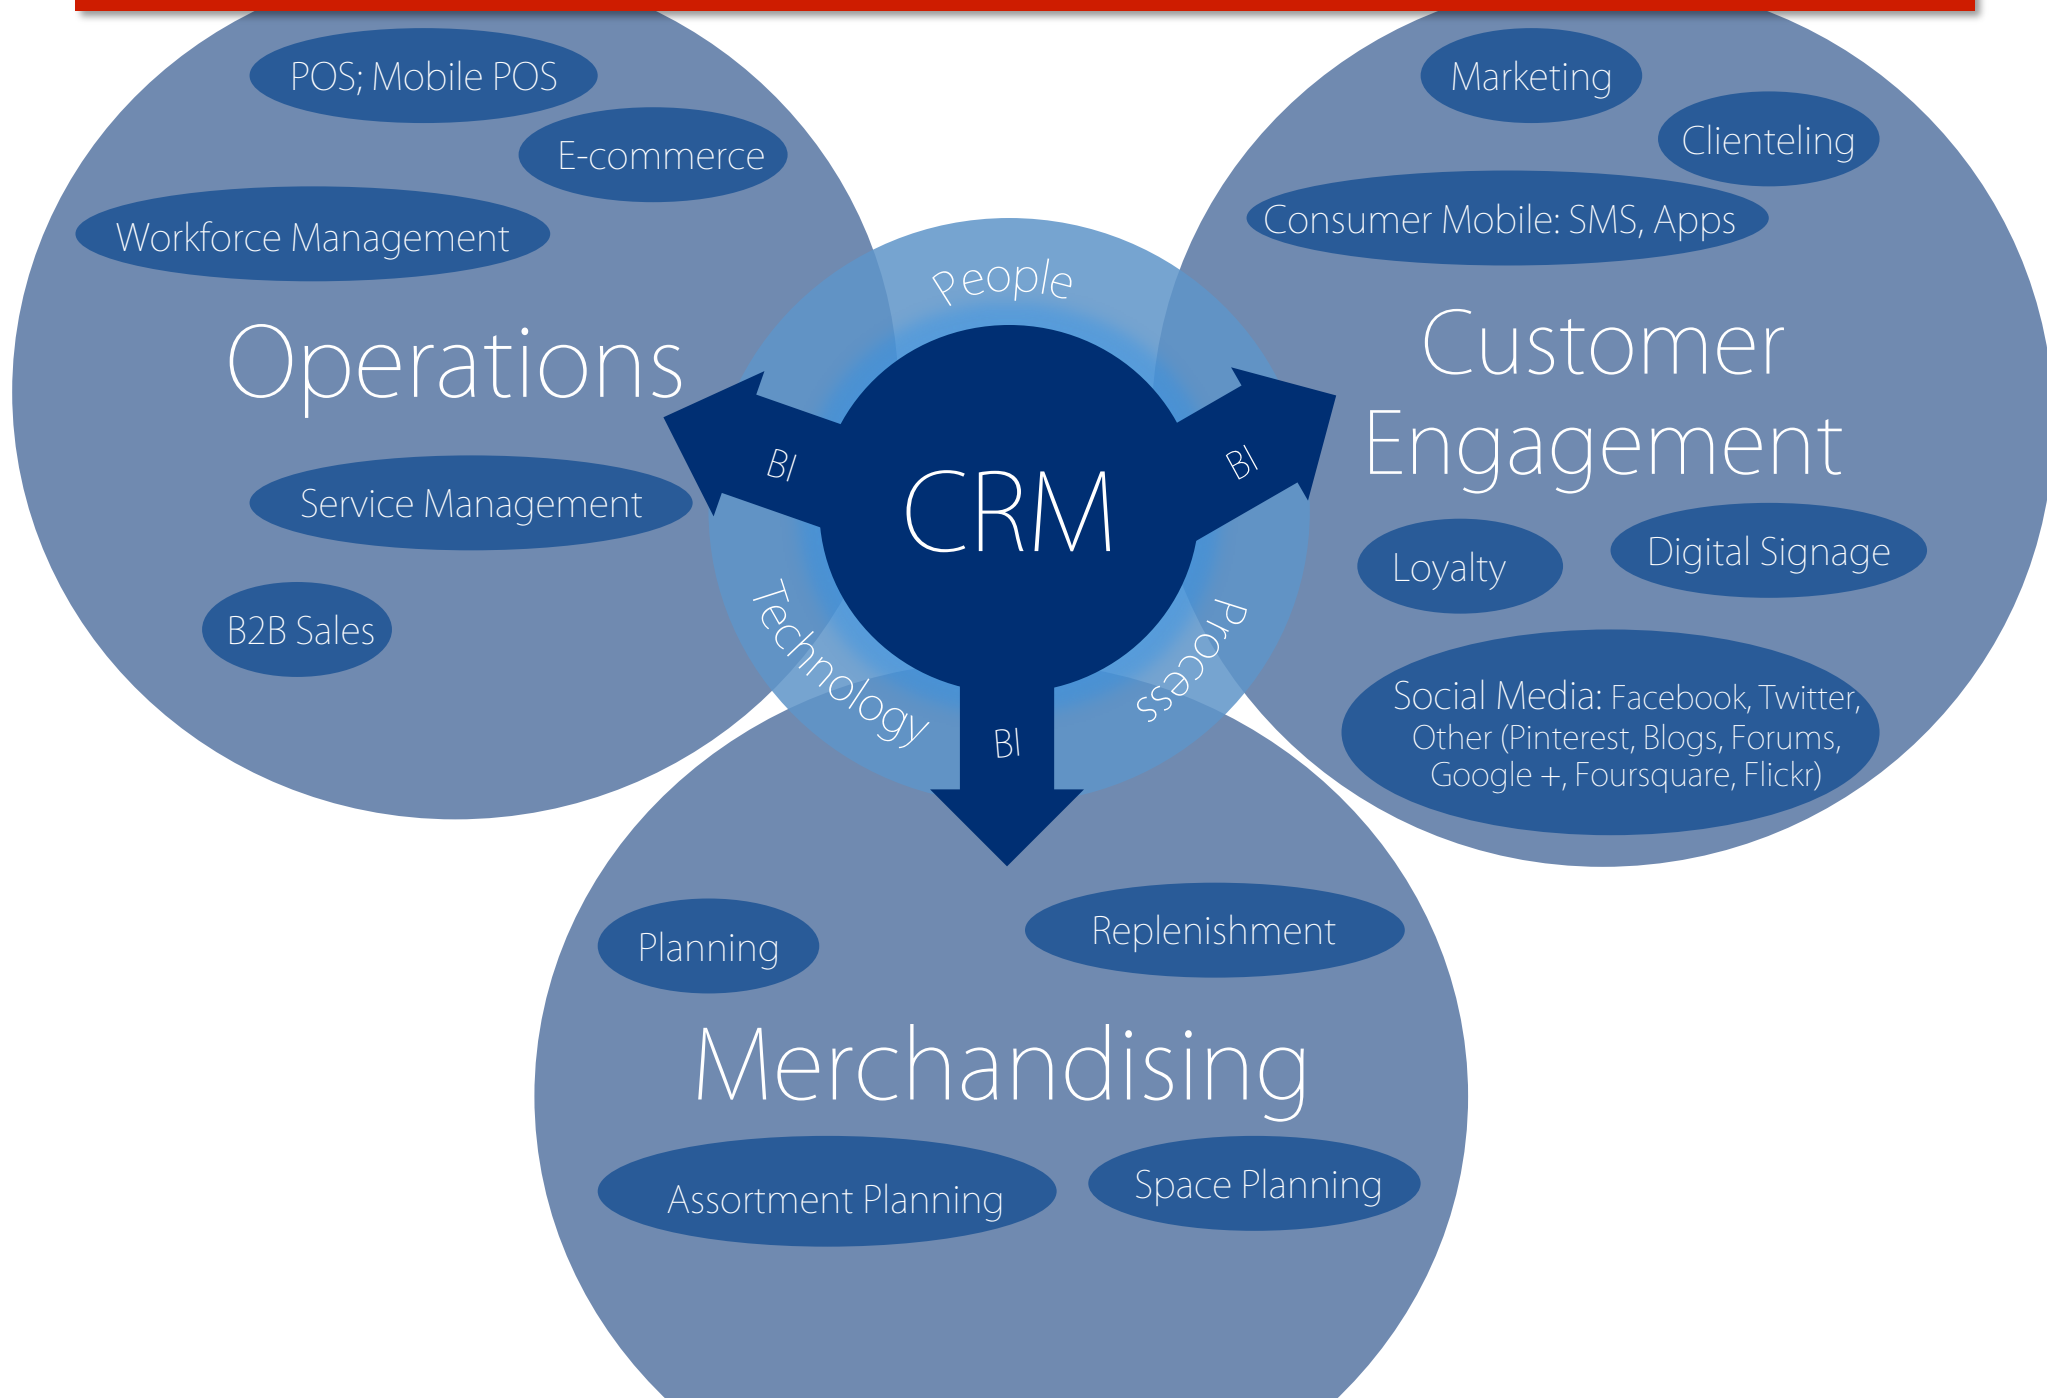 POS; Mobile POS
E-commerce
Workforce Management
Operations
Service Management
B2B Sales
Marketing
Clienteling
Consumer Mobile: SMS, Apps
Customer
Engagement
Loyalty
Digital Signage
Social Media: Facebook, Twitter,
Other (Pinterest, Blogs, Forums,
Google +, Foursquare, Flickr)
People
BI
CRM
BI
Technology
Process
BI
Planning
Replenishment
Merchandising
Assortment Planning
Space Planning